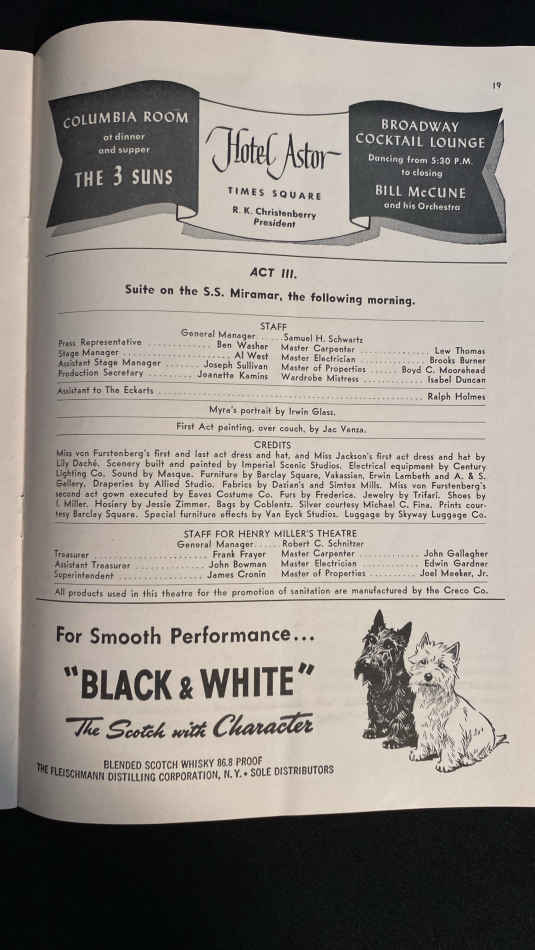 19
COLUMBIA ROOM
at dinner
and supper
THE 3 SUNS
Hotel Astor
TIMES SQUARE
R. K. Christenberry
President
BROADWAY
COCKTAIL LOUNGE
Dancing from 5:30 P.M.
to closing
BILL McCUNE
and his Orchestra
ACT III.
Suite on the S.S. Miramar, the following morning.
STAFF
General Manager.....Samuel H. Schwartz
Press Representative ............. Ben Washer
Stage Manager ...................... Al West
Assistant Stage Manager ....... Joseph Sullivan
Production Secretary .......... Jeanette Kamins
Master Carpenter ............... Lew Thomas
Master Electrician .............. Brooks Burner
Master of Properties ...... Boyd C. Moorehead
Wardrobe Mistress ............. Isabel Duncan
Assistant to The Eckarts ........................................................ Ralph Holmes
Myra's portrait by Irwin Glass.
First Act painting, over couch, by Jac Venza.
CREDITS
Miss von Furstenberg's first and last act dress and hat, and Miss Jackson's first act dress and hat by
Lily Daché. Scenery built and painted by Imperial Scenic Studios. Electrical equipment by Century
Lighting Co. Sound by Masque. Furniture by Barclay Square, Vakassian, Erwin Lambeth and A. & S.
Gallery. Draperies by Allied Studio. Fabrics by Dazian's and Simtox Mills. Miss von Furstenberg's
second act gown executed by Eaves Costume Co. Furs by Frederica. Jewelry by Trifari. Shoes by
I. Miller. Hosiery by Jessie Zimmer. Bags by Coblentz. Silver courtesy Michael C. Fina. Prints cour-
tesy Barclay Square. Special furniture effects by Van Eyck Studios. Luggage by Skyway Luggage Co.
STAFF FOR HENRY MILLER'S THEATRE
General Manager.....Robert C. Schnitzer
Treasurer ........................ Frank Frayer
Assistant Treasurer .............. John Bowman
Superintendent ................. James Cronin
Master Carpenter ............. John Gallagher
Master Electrician ............. Edwin Gardner
Master of Properties ......... Joel Meeker, Jr.
All products used in this theatre for the promotion of sanitation are manufactured by the Creco Co.
For Smooth Performance...
"BLACK & WHITE"
The Scotch with Character
BLENDED SCOTCH WHISKY 86.8 PROOF
THE FLEISCHMANN DISTILLING CORPORATION, N.Y. • SOLE DISTRIBUTORS